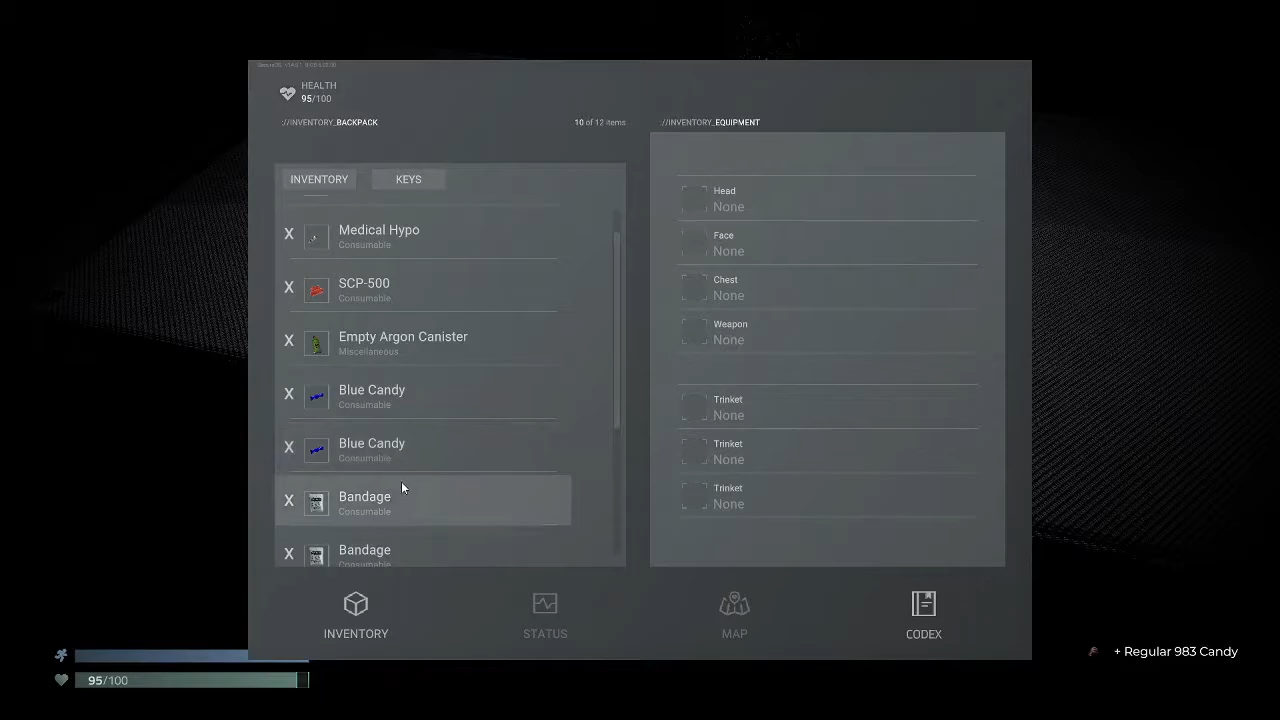 HEALTH
95/100
://INVENTORY_BACKPACK
10 of 12 items
://INVENTORY_EQUIPMENT
INVENTORY
KEYS
X
Medical Hypo
Consumable
X
SCP-500
Consumable
X
Empty Argon Canister
Miscellaneous
X
Blue Candy
Consumable
X
Blue Candy
Consumable
X
Bandage
Consumable
X
Bandage
Consumable
Head
None
Face
None
Chest
None
Weapon
None
Trinket
None
Trinket
None
Trinket
None
INVENTORY
STATUS
MAP
CODEX
+ Regular 983 Candy
95/100